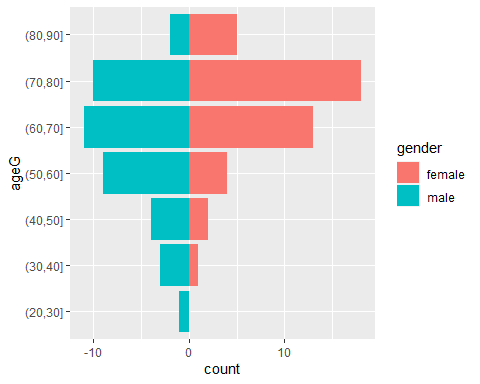 (80,90]
(70,80]
(60,70]
(50,60]
(40,50]
(30,40]
(20,30]
ageG
-10 0 10
count
gender
female
male